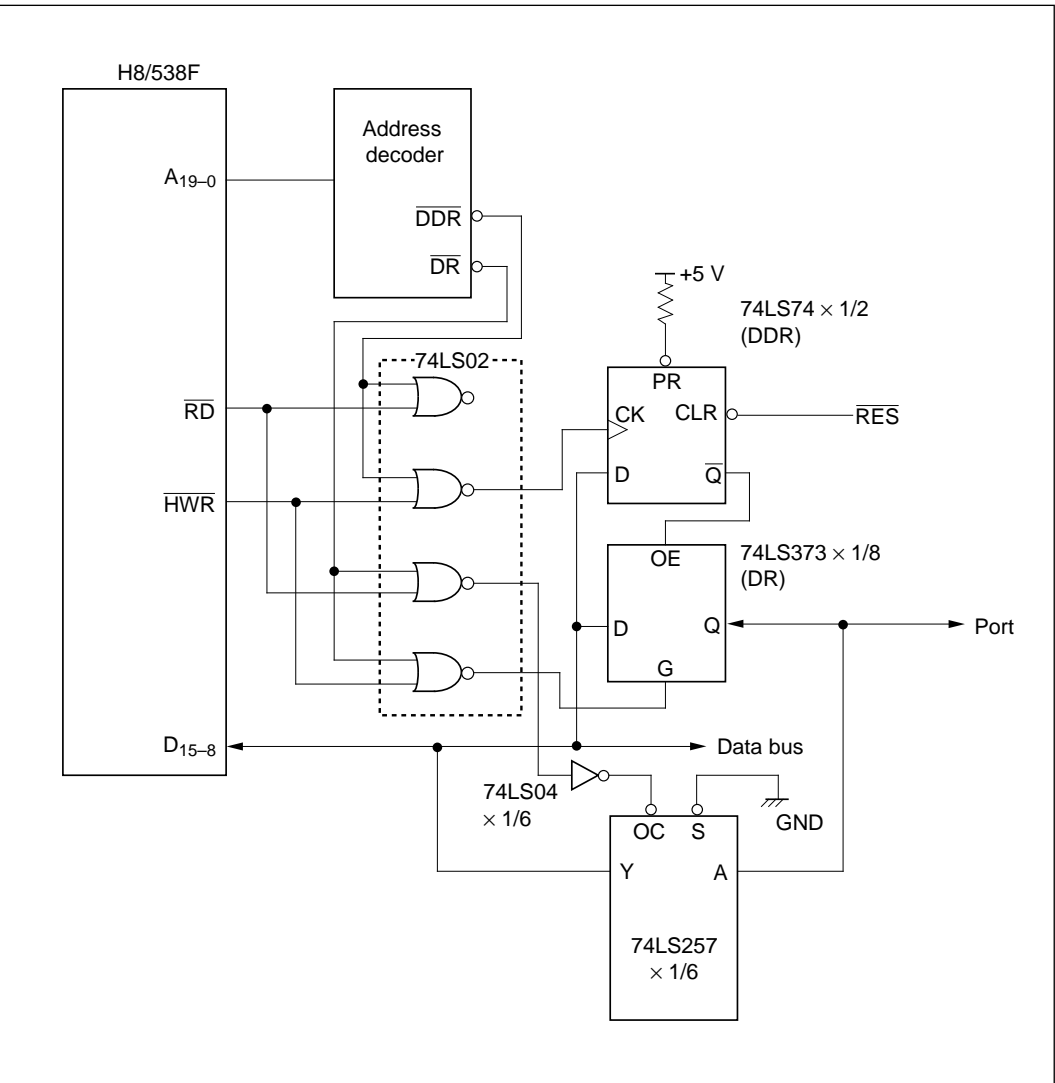 H8/538F
Address
decoder
A19–0
DDR
DR
+5 V
74LS74 × 1/2
(DDR)
74LS02
PR
RD
CK
CLR
RES
HWR
D
Q
OE
74LS373 × 1/8
(DR)
D
Q
Port
G
D15–8
Data bus
74LS04
× 1/6
GND
OC
S
Y
A
74LS257
× 1/6